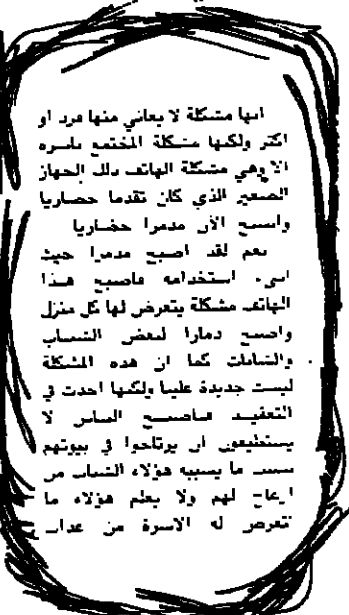 انها مشكلة لا يعاني منها فرد او
اكثر ولكنها مشكلة المجتمع باسره
الا وهي مشكلة الهاتف ذلك الجهاز
الصغير الذي كان تقدما حضاريا
واصبح الآن مدمرا حضاريا
نعم لقد اصبح مدمرا حيث
اسيء استخدامه فاصبح هذا
الهاتف مشكلة يتعرض لها كل منزل
واصبح دمارا لبعض الشباب
والشابات كما ان هذه المشكلة
ليست جديدة علينا ولكنها اخذت في
التعقيد فاصبح الناس لا
يستطيعون ان يرتاحوا في بيوتهم
بسبب ما يسببه هؤلاء الشباب من
ازعاج لهم ولا يعلم هؤلاء ما
تتعرض له الاسرة من عذاب